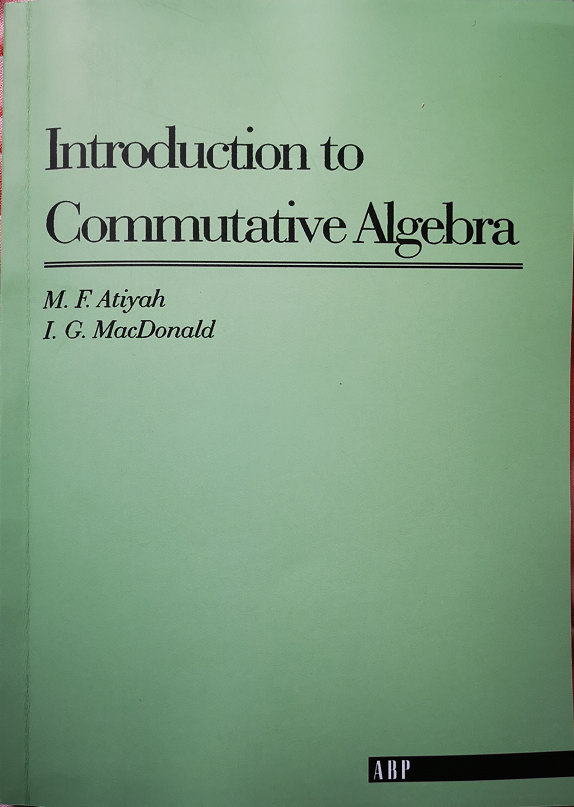 Introduction to
Commutative Algebra
M. F. Atiyah
I. G. MacDonald
ABP